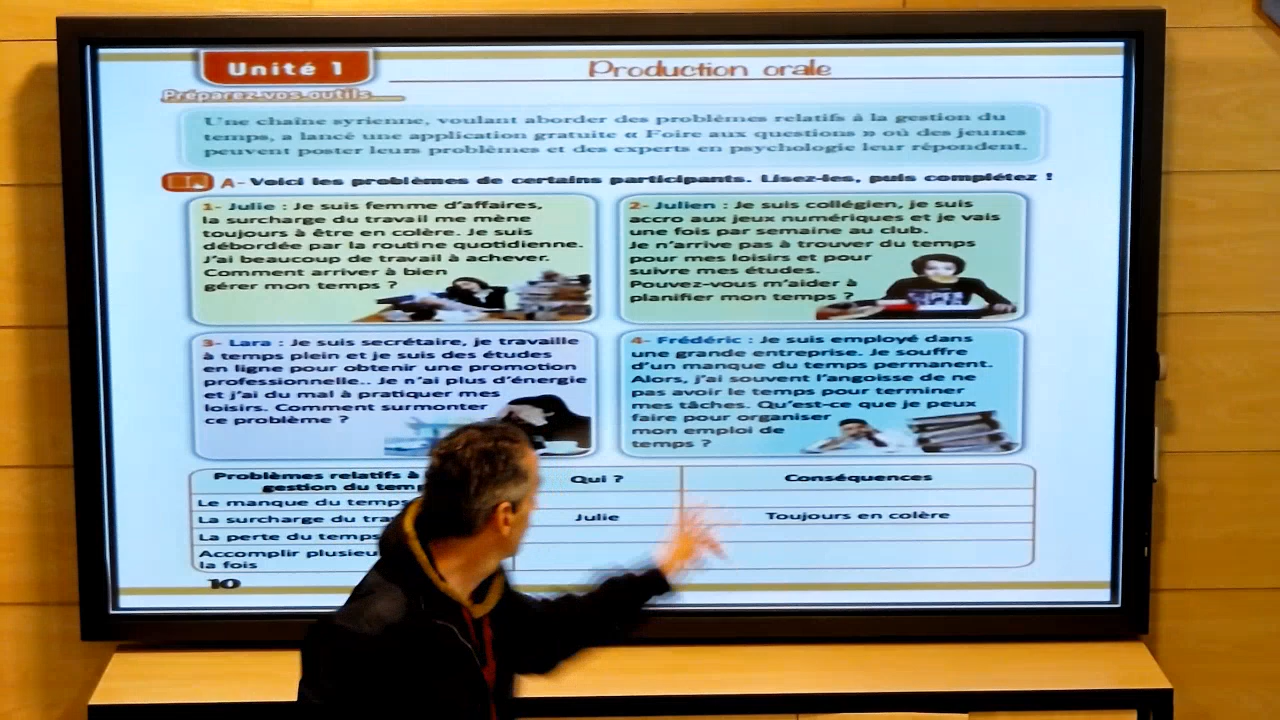 Unité 1
Production orale
Préparez vos outils
Une chaîne syrienne, voulant aborder des problèmes relatifs à la gestion du
temps, a lancé une application gratuite « Foire aux questions » où des jeunes
peuvent poster leurs problèmes et des experts en psychologie leur répondent.
A- Voici les problèmes de certains participants. Lisez-les, puis complétez !
1- Julie : Je suis femme d'affaires,
la surcharge du travail me mène
toujours à être en colère. Je suis
débordée par la routine quotidienne.
J'ai beaucoup de travail à achever.
Comment arriver à bien
gérer mon temps ?
2- Julien : Je suis collégien, je suis
accro aux jeux numériques et je vais
une fois par semaine au club.
Je n'arrive pas à trouver du temps
pour mes loisirs et pour
suivre mes études.
Pouvez-vous m'aider à
planifier mon temps ?
3- Lara : Je suis secrétaire, je travaille
à temps plein et je suis des études
en ligne pour obtenir une promotion
professionnelle.. Je n'ai plus d'énergie
et j'ai du mal à pratiquer mes
loisirs. Comment surmonter
ce problème ?
4- Frédéric : Je suis employé dans
une grande entreprise. Je souffre
d'un manque du temps permanent.
Alors, j'ai souvent l'angoisse de ne
pas avoir le temps pour terminer
mes tâches. Qu'est-ce que je peux
faire pour organiser
mon emploi de
temps ?
Problèmes relatifs à
gestion du Qui ? Conséquences
Le manque du temps
La surcharge du Julie Toujours en colère
La perte du temps
Accomplir
la fois
10